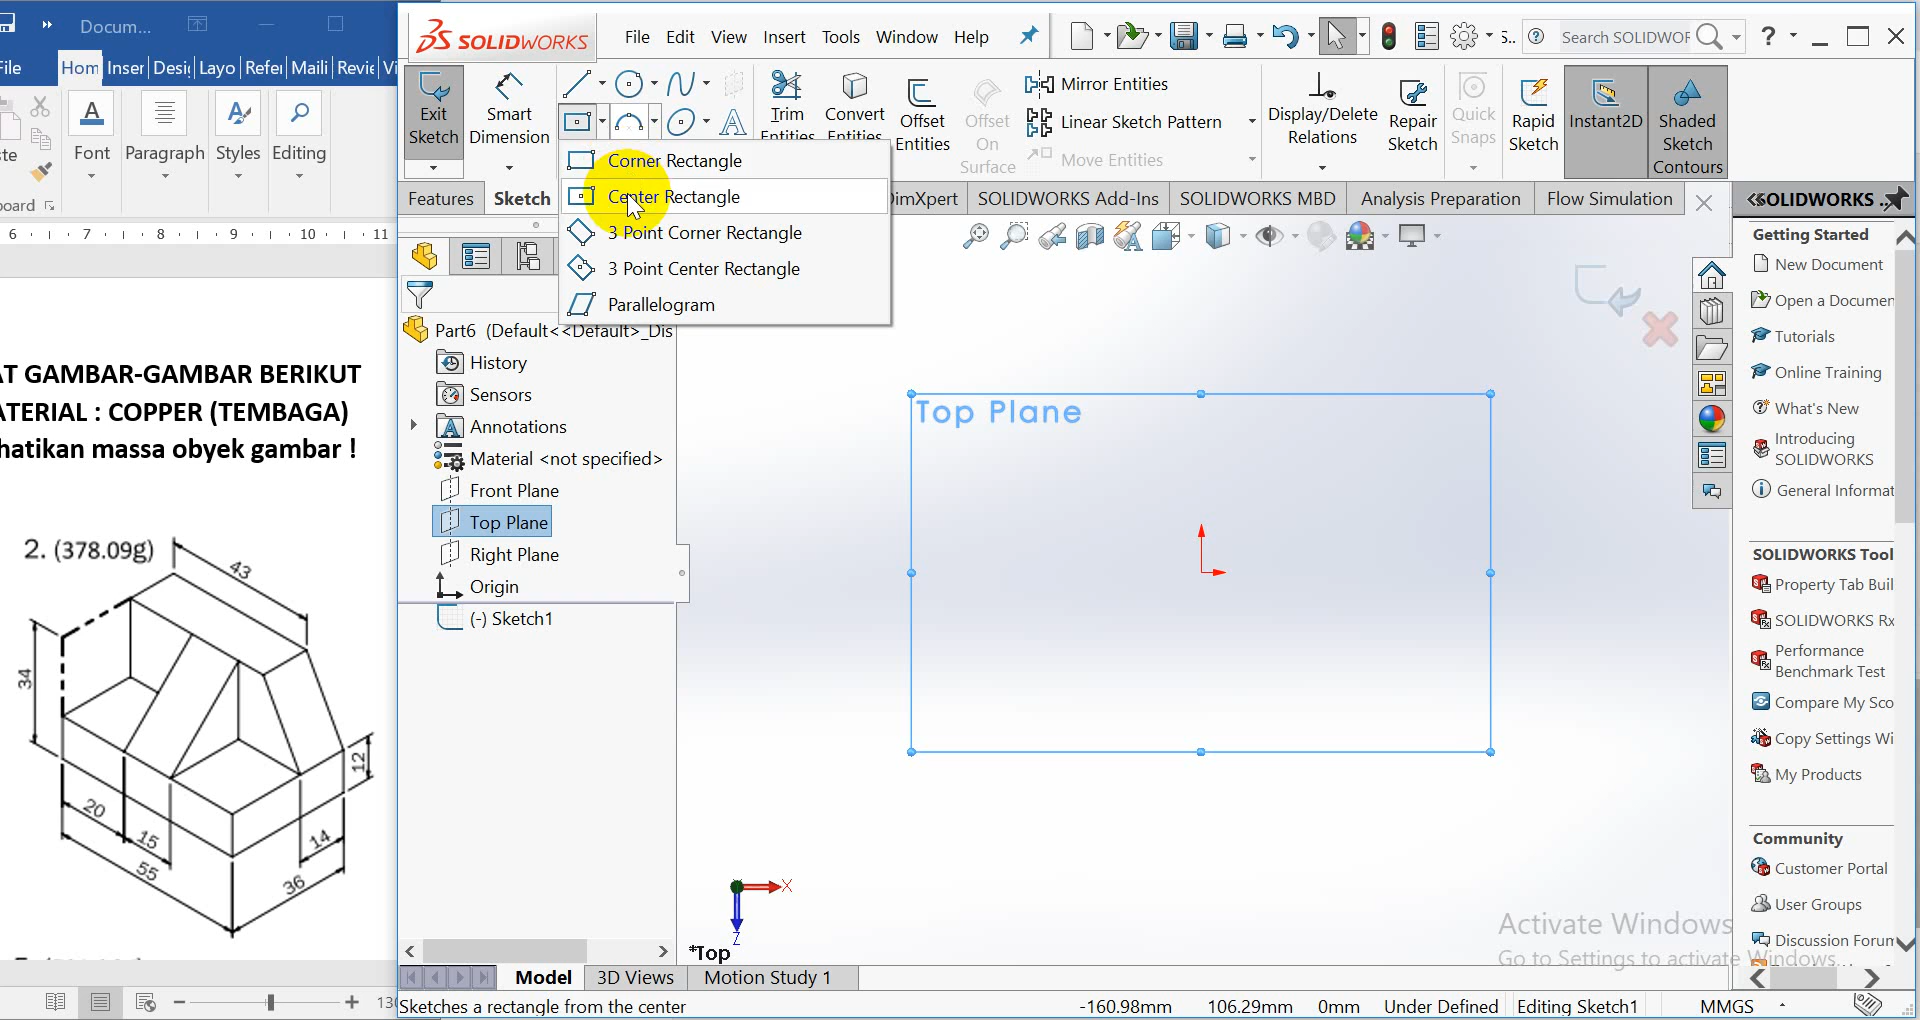 Docum...
File
Hom
Inser
Desi
Layo
Refer
Maili
Revie
Font
Paragraph
Styles
Editing
6 7 8 9 10 11
GAMBAR-GAMBAR BERIKUT
: COPPER (TEMBAGA)
massa obyek gambar !
2. (378.09g)
43
34
12
20
15
55
14
36
SOLIDWORKS
File Edit View Insert Tools Window Help
S..
Search SOLIDWOR
?
Exit Sketch
Smart Dimension
Trim Entities
Convert Entities
Offset Entities
Offset On Surface
Mirror Entities
Linear Sketch Pattern
Move Entities
Display/Delete Relations
Repair Sketch
Quick Snaps
Rapid Sketch
Instant2D
Shaded Sketch Contours
Corner Rectangle
Center Rectangle
3 Point Corner Rectangle
3 Point Center Rectangle
Parallelogram
Features
Sketch
DimXpert
SOLIDWORKS Add-Ins
SOLIDWORKS MBD
Analysis Preparation
Flow Simulation
Part6 (Default<<Default>_Dis
History
Sensors
Annotations
Material <not specified>
Front Plane
Top Plane
Right Plane
Origin
(-) Sketch1
Top Plane
X
Z
*Top
Model
3D Views
Motion Study 1
Sketches a rectangle from the center
-160.98mm
106.29mm
0mm
Under Defined
Editing Sketch1
MMGS
SOLIDWORKS ..
Getting Started
New Document
Open a Documen
Tutorials
Online Training
What's New
Introducing
SOLIDWORKS
General Informat
SOLIDWORKS Tool
Property Tab Buil
SOLIDWORKS Rx
Performance
Benchmark Test
Compare My Sco
Copy Settings Wi
My Products
Community
Customer Portal
User Groups
Discussion Forum
Activate Windows
Go to Settings to activate Windows.